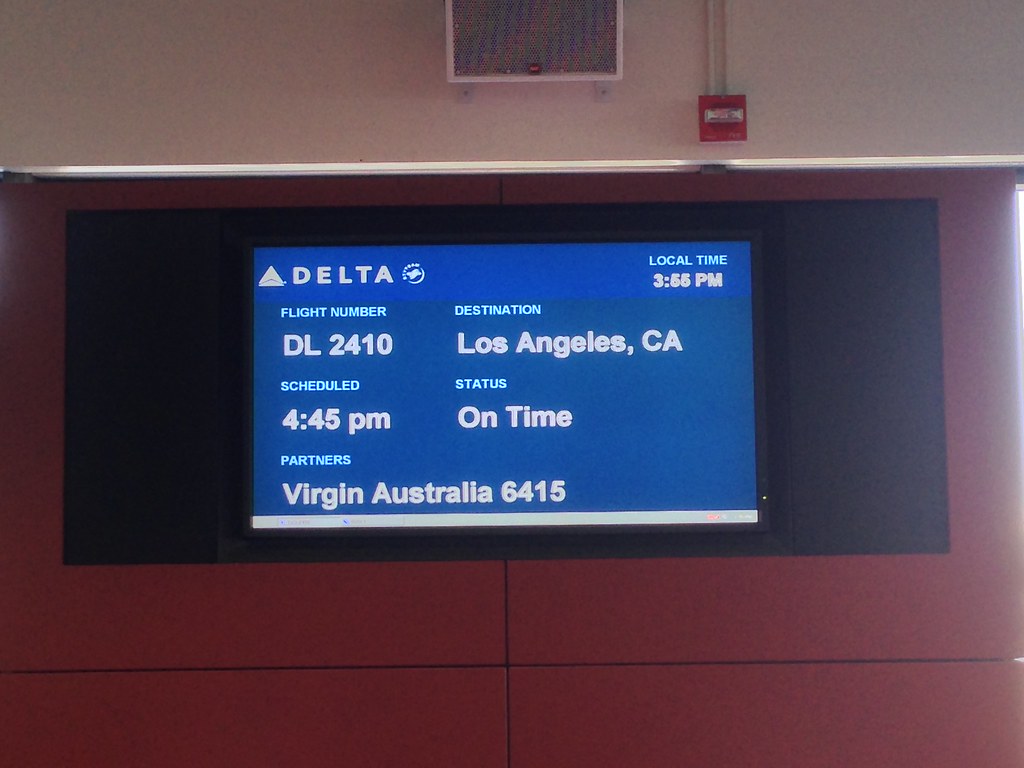 DELTA
LOCAL TIME
3:55 PM
FLIGHT NUMBER
DESTINATION
DL 2410
Los Angeles, CA
SCHEDULED
STATUS
4:45 pm
On Time
PARTNERS
Virgin Australia 6415